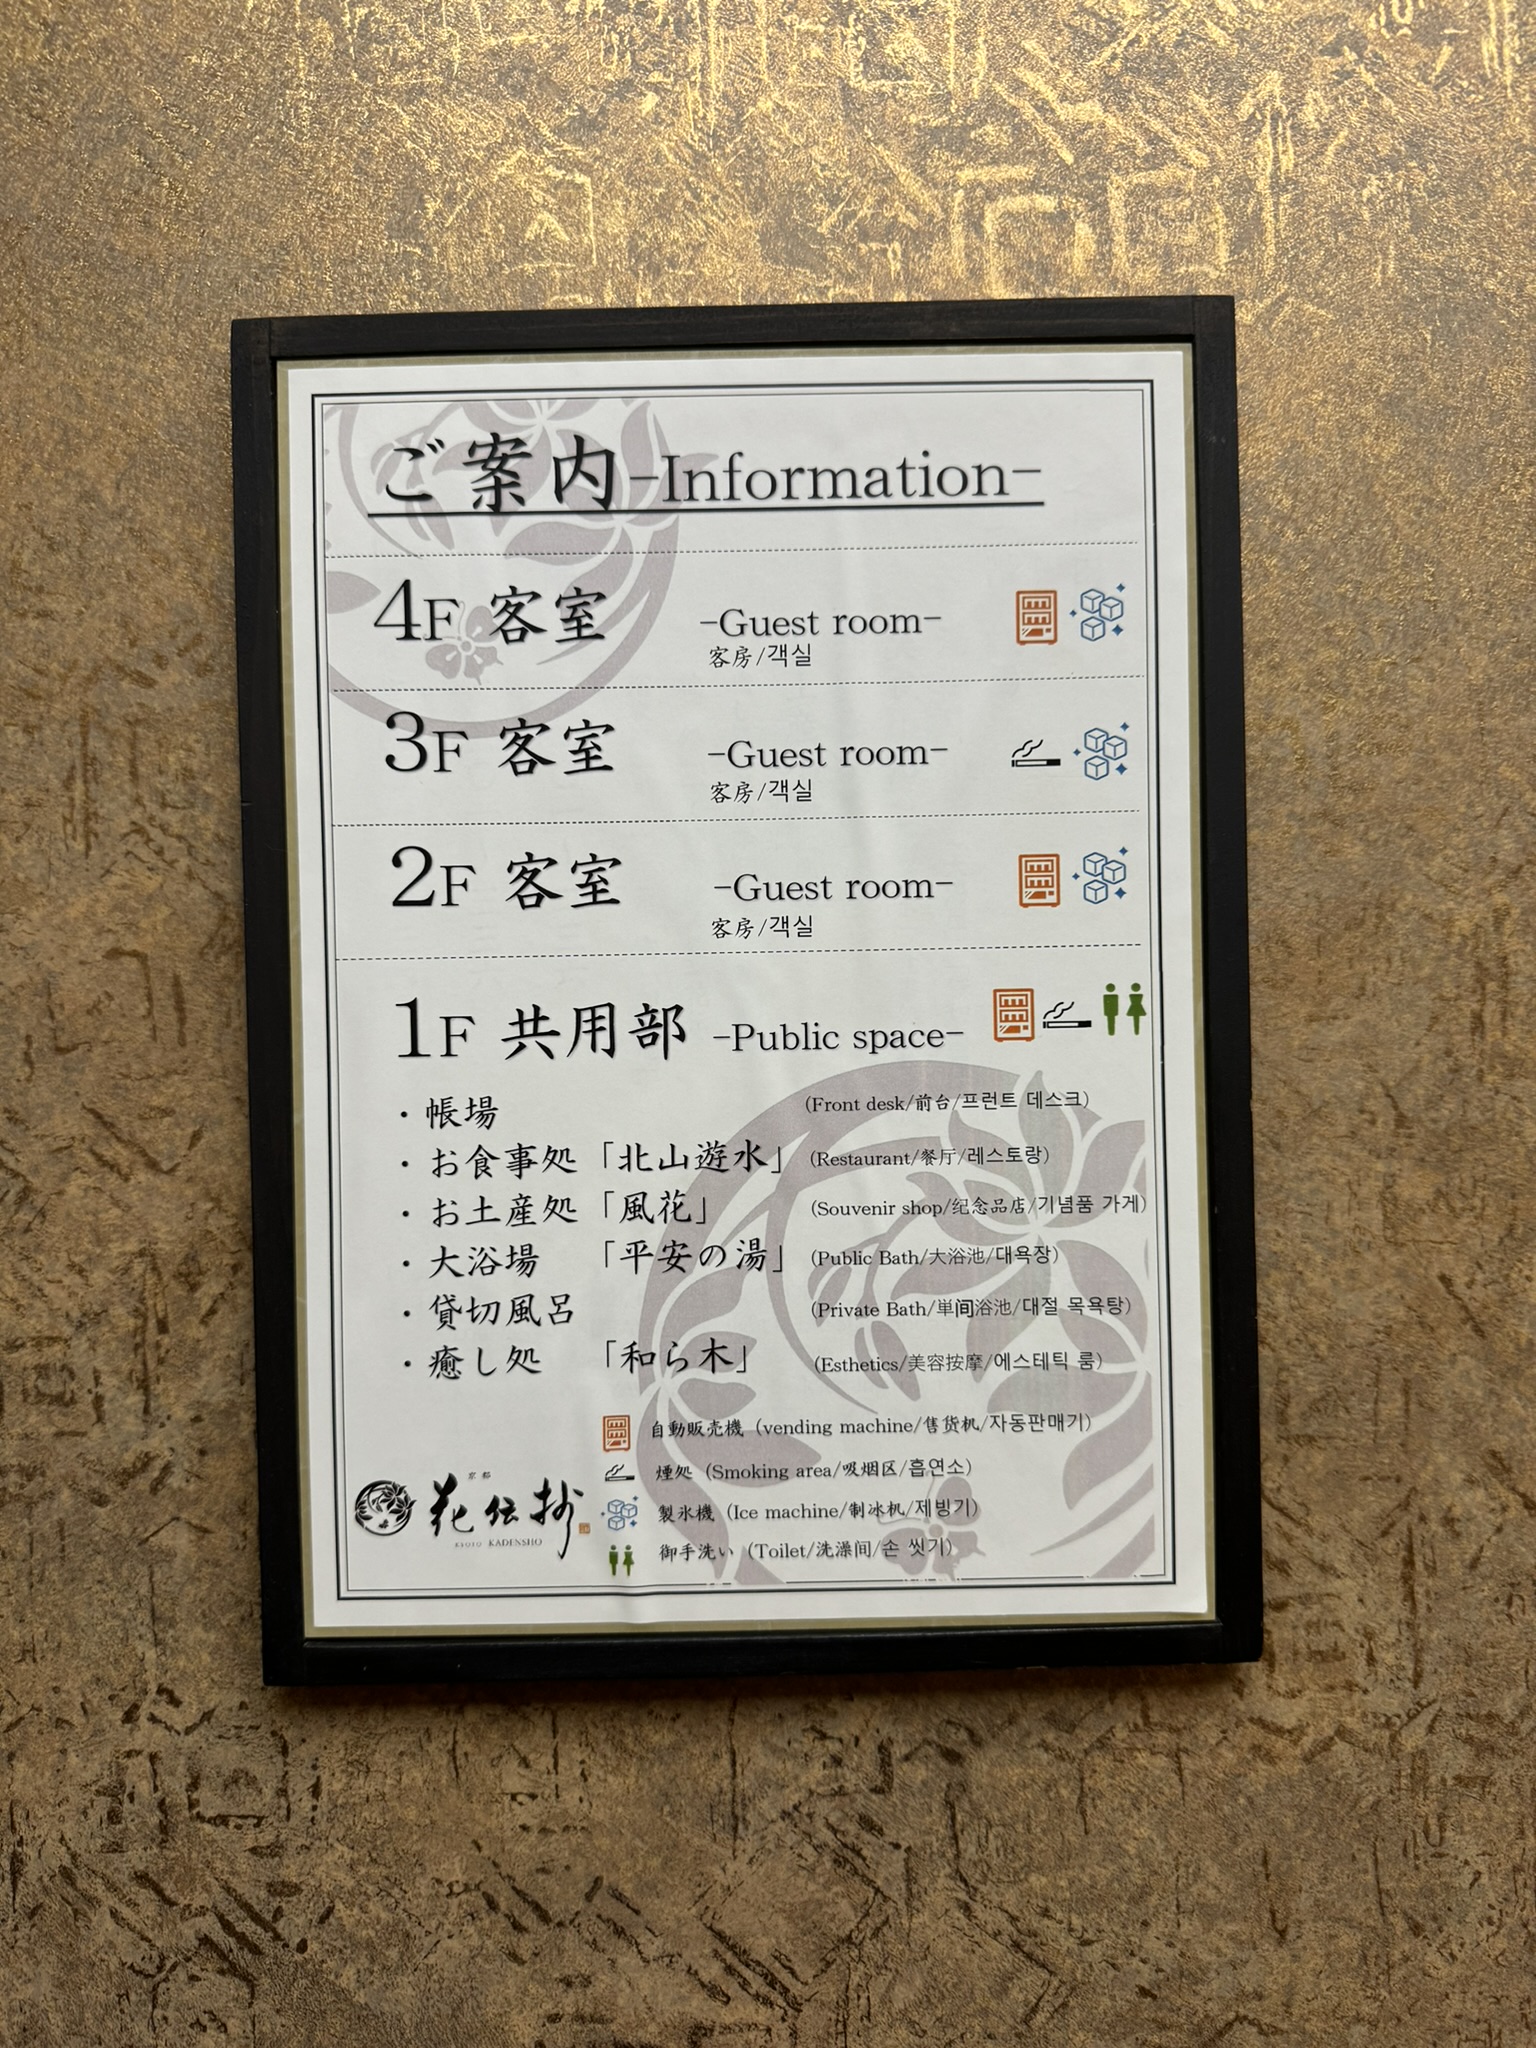 ご案内-Information-
4F 客室 -Guest room-
客房/객실
3F 客室 -Guest room-
客房/객실
2F 客室 -Guest room-
客房/객실
1F 共用部 -Public space-
・帳場 (Front desk/前台/프런트 데스크)
・お食事処「北山遊水」 (Restaurant/餐厅/레스토랑)
・お土産処「風花」 (Souvenir shop/纪念品店/기념품 가게)
・大浴場 「平安の湯」 (Public Bath/大浴池/대욕장)
・貸切風呂 (Private Bath/単间浴池/대절 목욕탕)
・癒し処 「和ら木」 (Esthetics/美容按摩/에스테틱 룸)
自動販売機 (vending machine/售货机/자동판매기)
煙処 (Smoking area/吸烟区/흡연소)
製氷機 (Ice machine/制冰机/제빙기)
御手洗い (Toilet/洗澡间/손 씻기)
京都
花伝抄
KYOTO KADENSHO